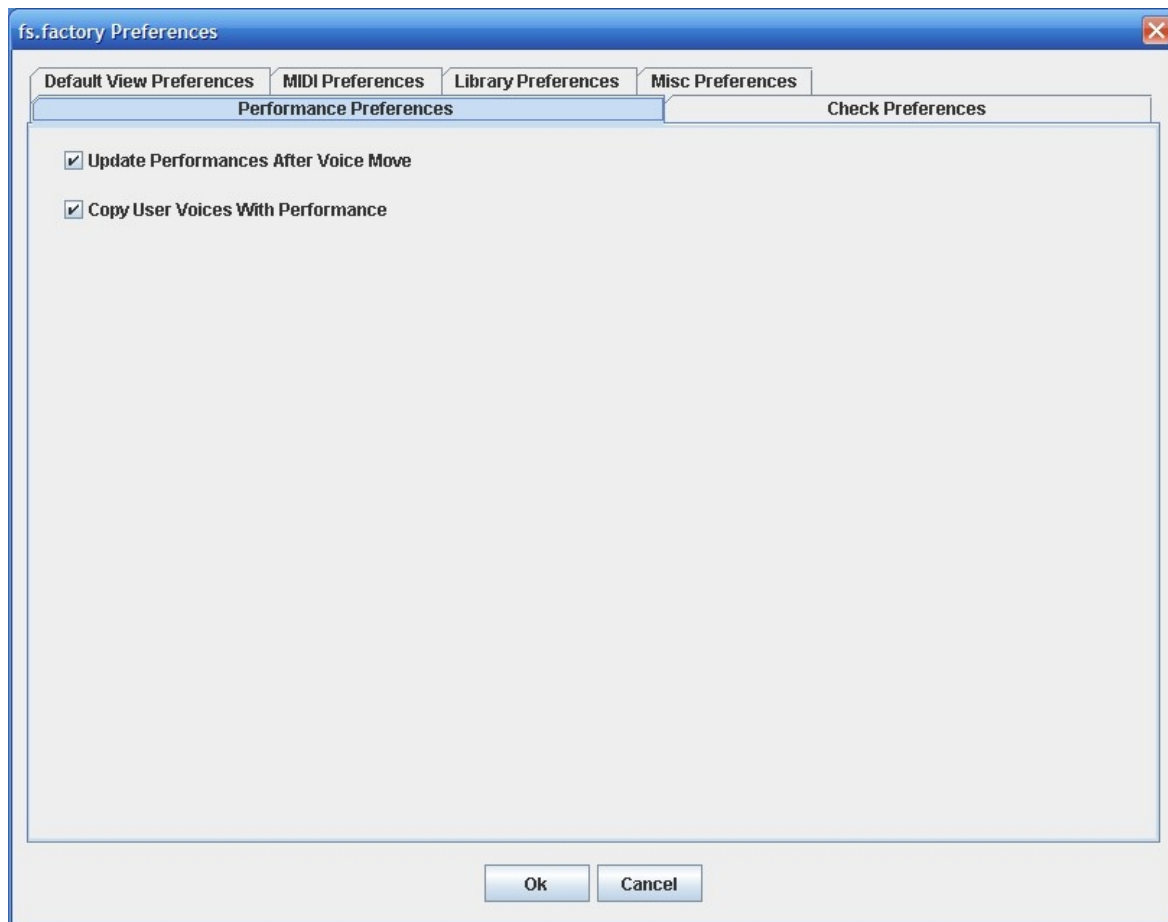 fs.factory Preferences
Default View Preferences MIDI Preferences Library Preferences Misc Preferences
Performance Preferences Check Preferences
Update Performances After Voice Move
Copy User Voices With Performance
Ok Cancel